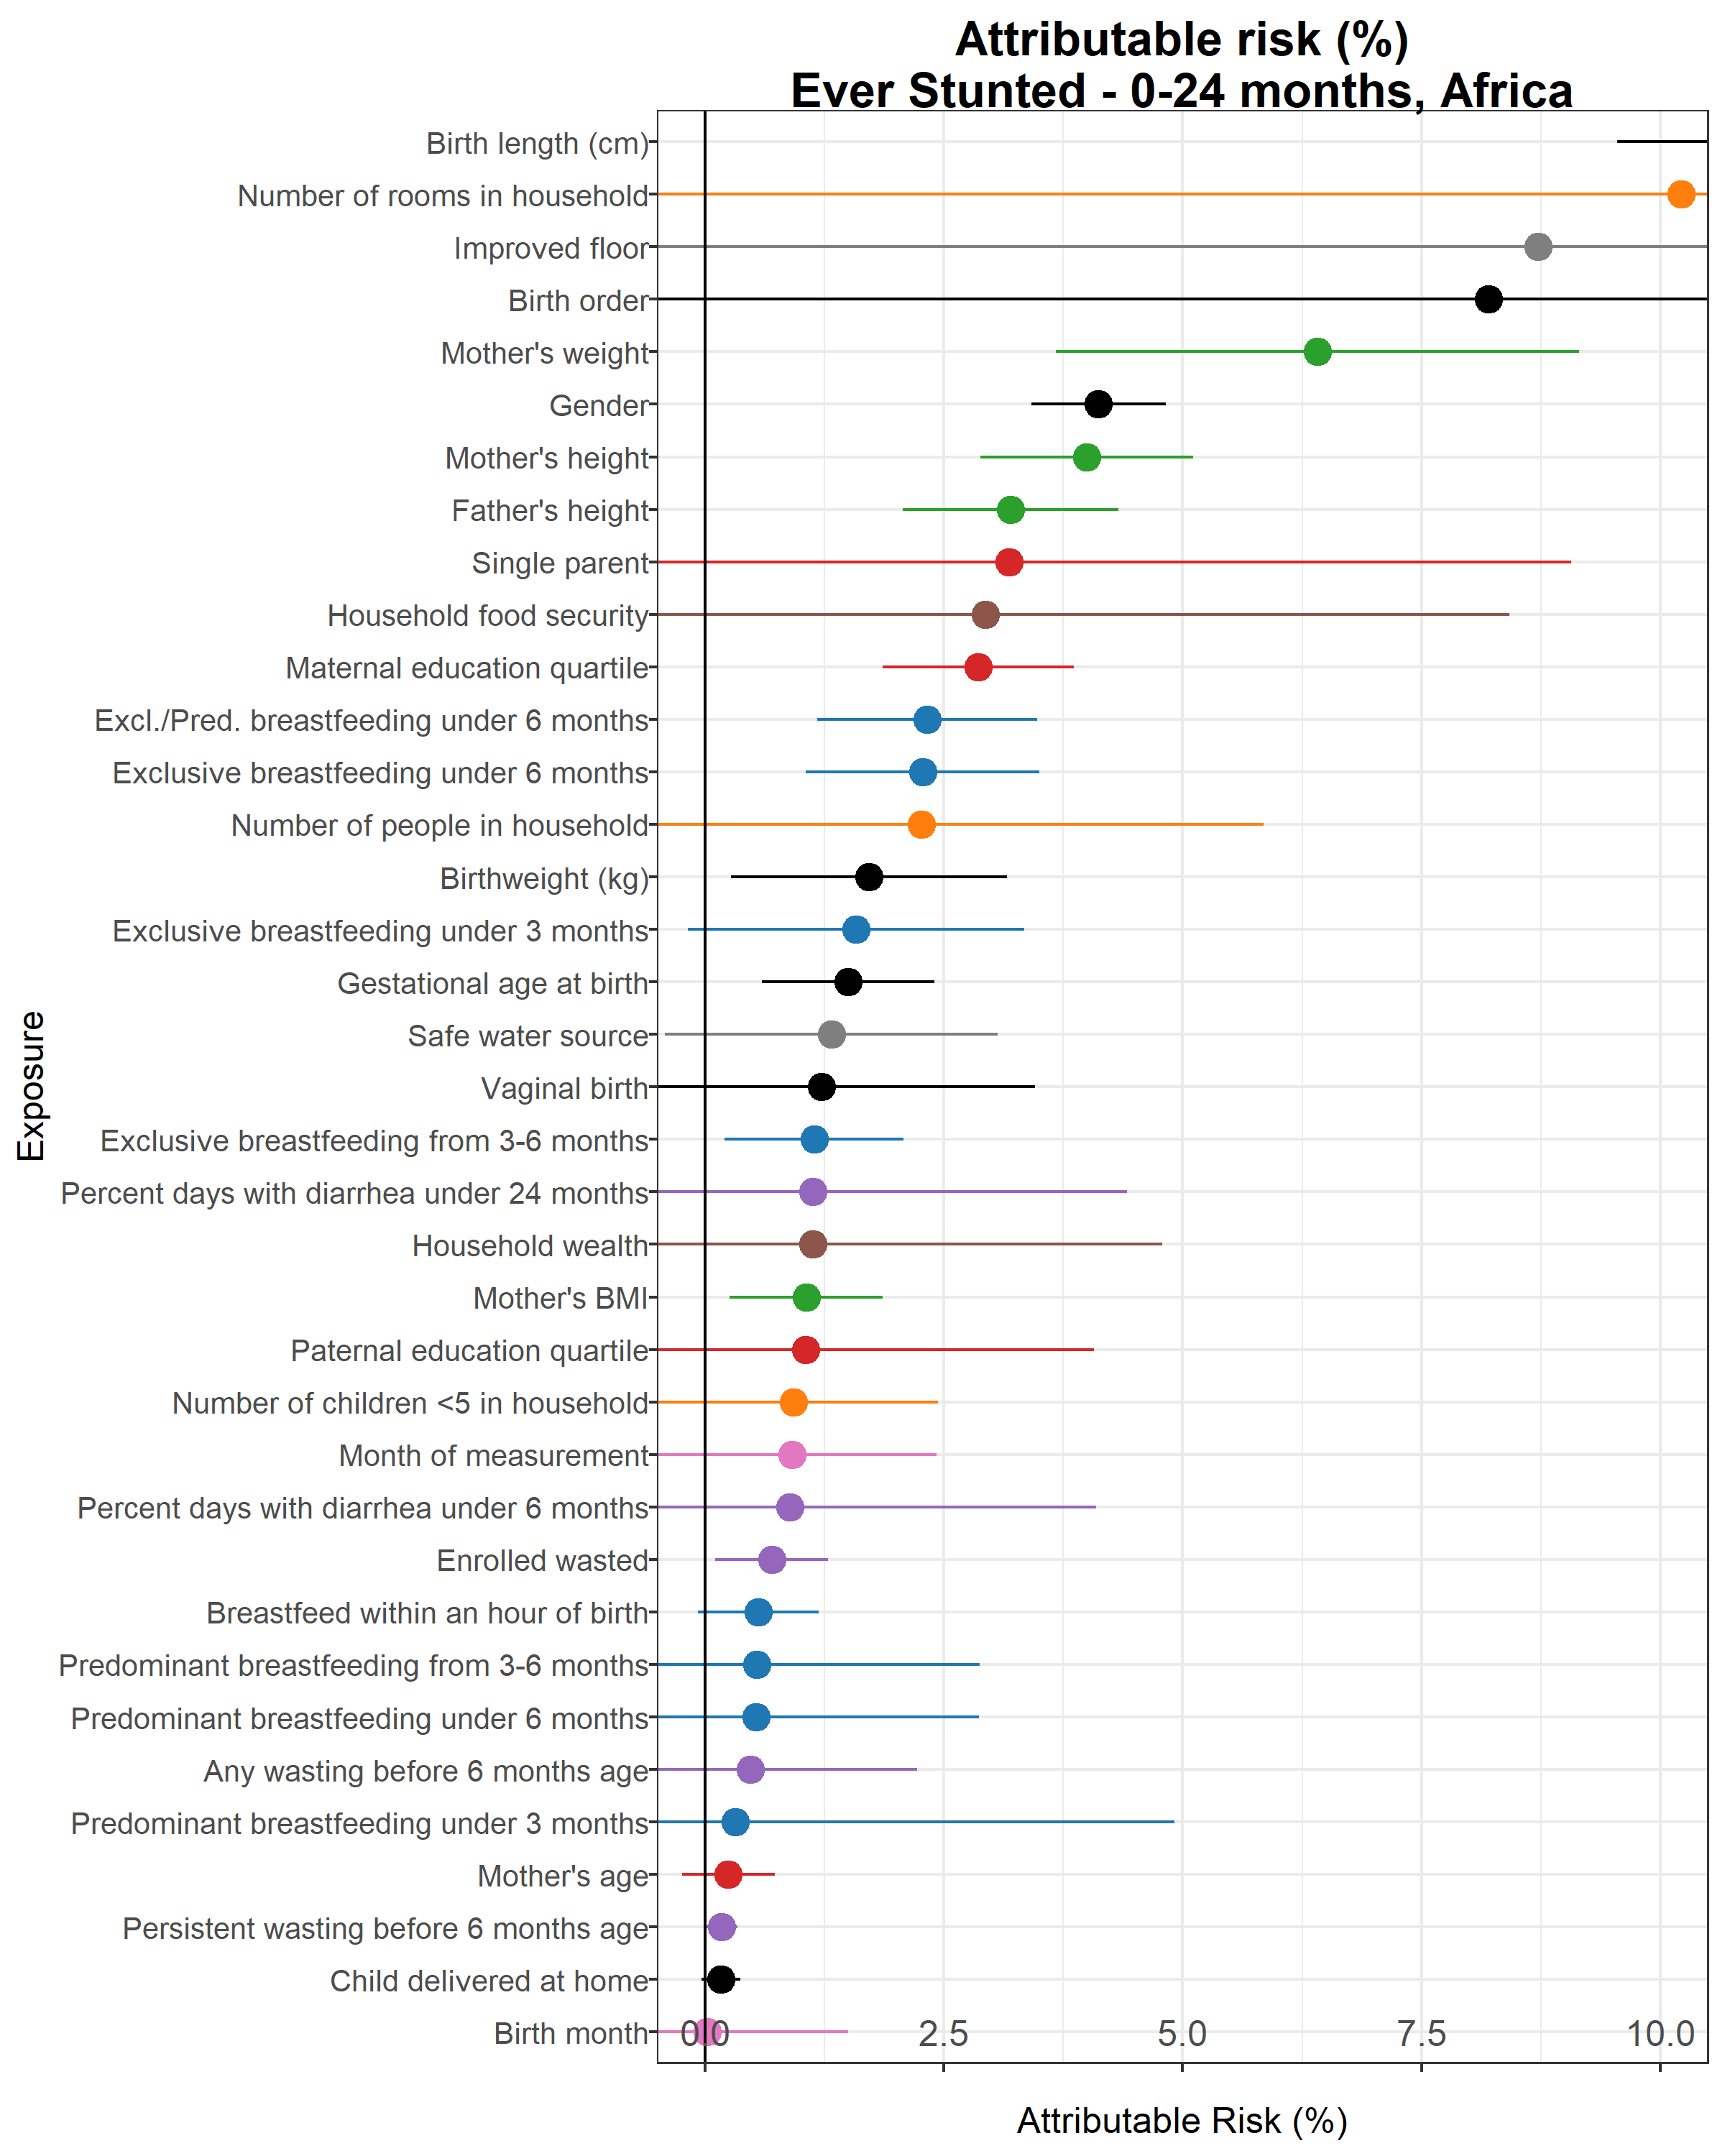 Attributable risk (%)
Ever Stunted - 0-24 months, Africa
Birth length (cm)
Number of rooms in household
Improved floor
Birth order
Mother's weight
Gender
Mother's height
Father's height
Single parent
Household food security
Maternal education quartile
Excl./Pred. breastfeeding under 6 months
Exclusive breastfeeding under 6 months
Number of people in household
Birthweight (kg)
Exclusive breastfeeding under 3 months
Gestational age at birth
Safe water source
Vaginal birth
Exclusive breastfeeding from 3-6 months
Percent days with diarrhea under 24 months
Household wealth
Mother's BMI
Paternal education quartile
Number of children <5 in household
Month of measurement
Percent days with diarrhea under 6 months
Enrolled wasted
Breastfeed within an hour of birth
Predominant breastfeeding from 3-6 months
Predominant breastfeeding under 6 months
Any wasting before 6 months age
Predominant breastfeeding under 3 months
Mother's age
Persistent wasting before 6 months age
Child delivered at home
Birth month
0.0 2.5 5.0 7.5 10.0
Attributable Risk (%)
Exposure